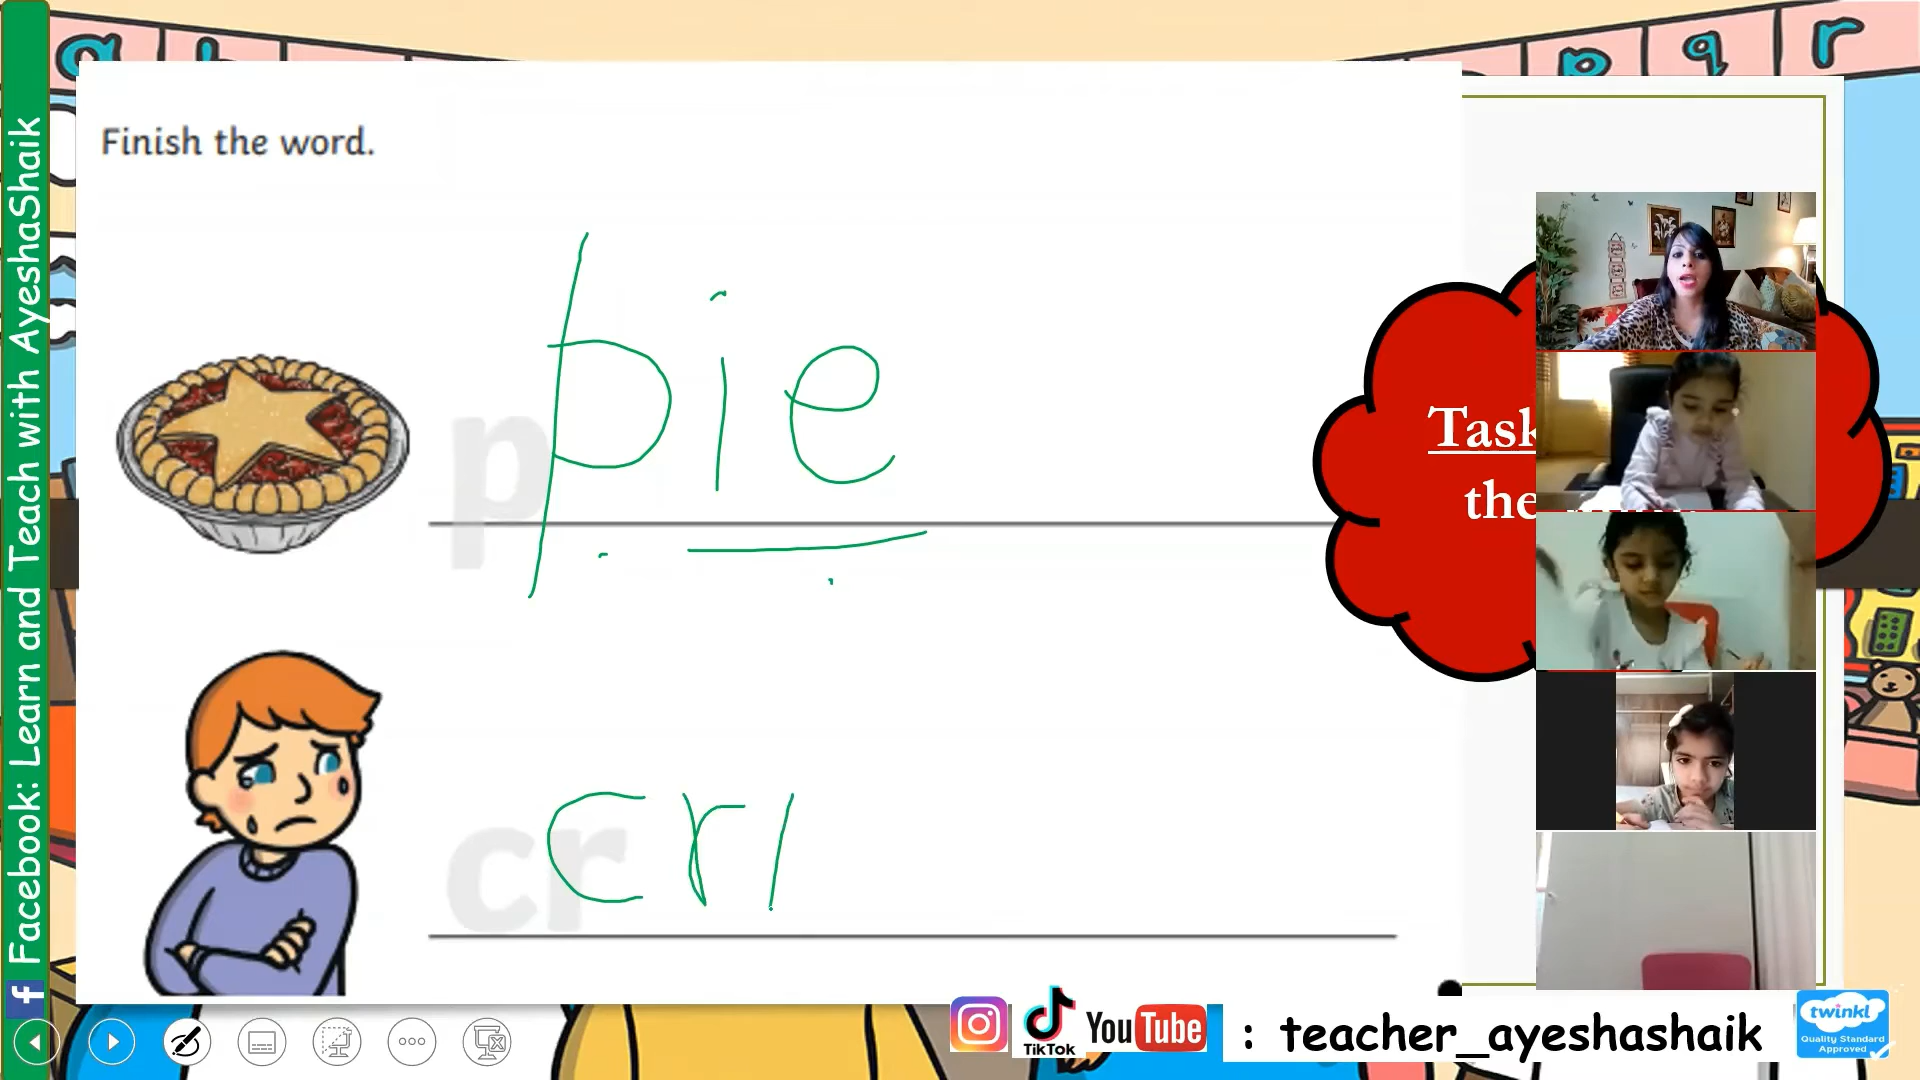 a
p q r
Facebook: Learn and Teach with AyeshaShaik
Finish the word.
p
pie
Task
the
cr
cri
TikTok
YouTube
: teacher_ayeshashaik
twinkl
Quality Standard
Approved